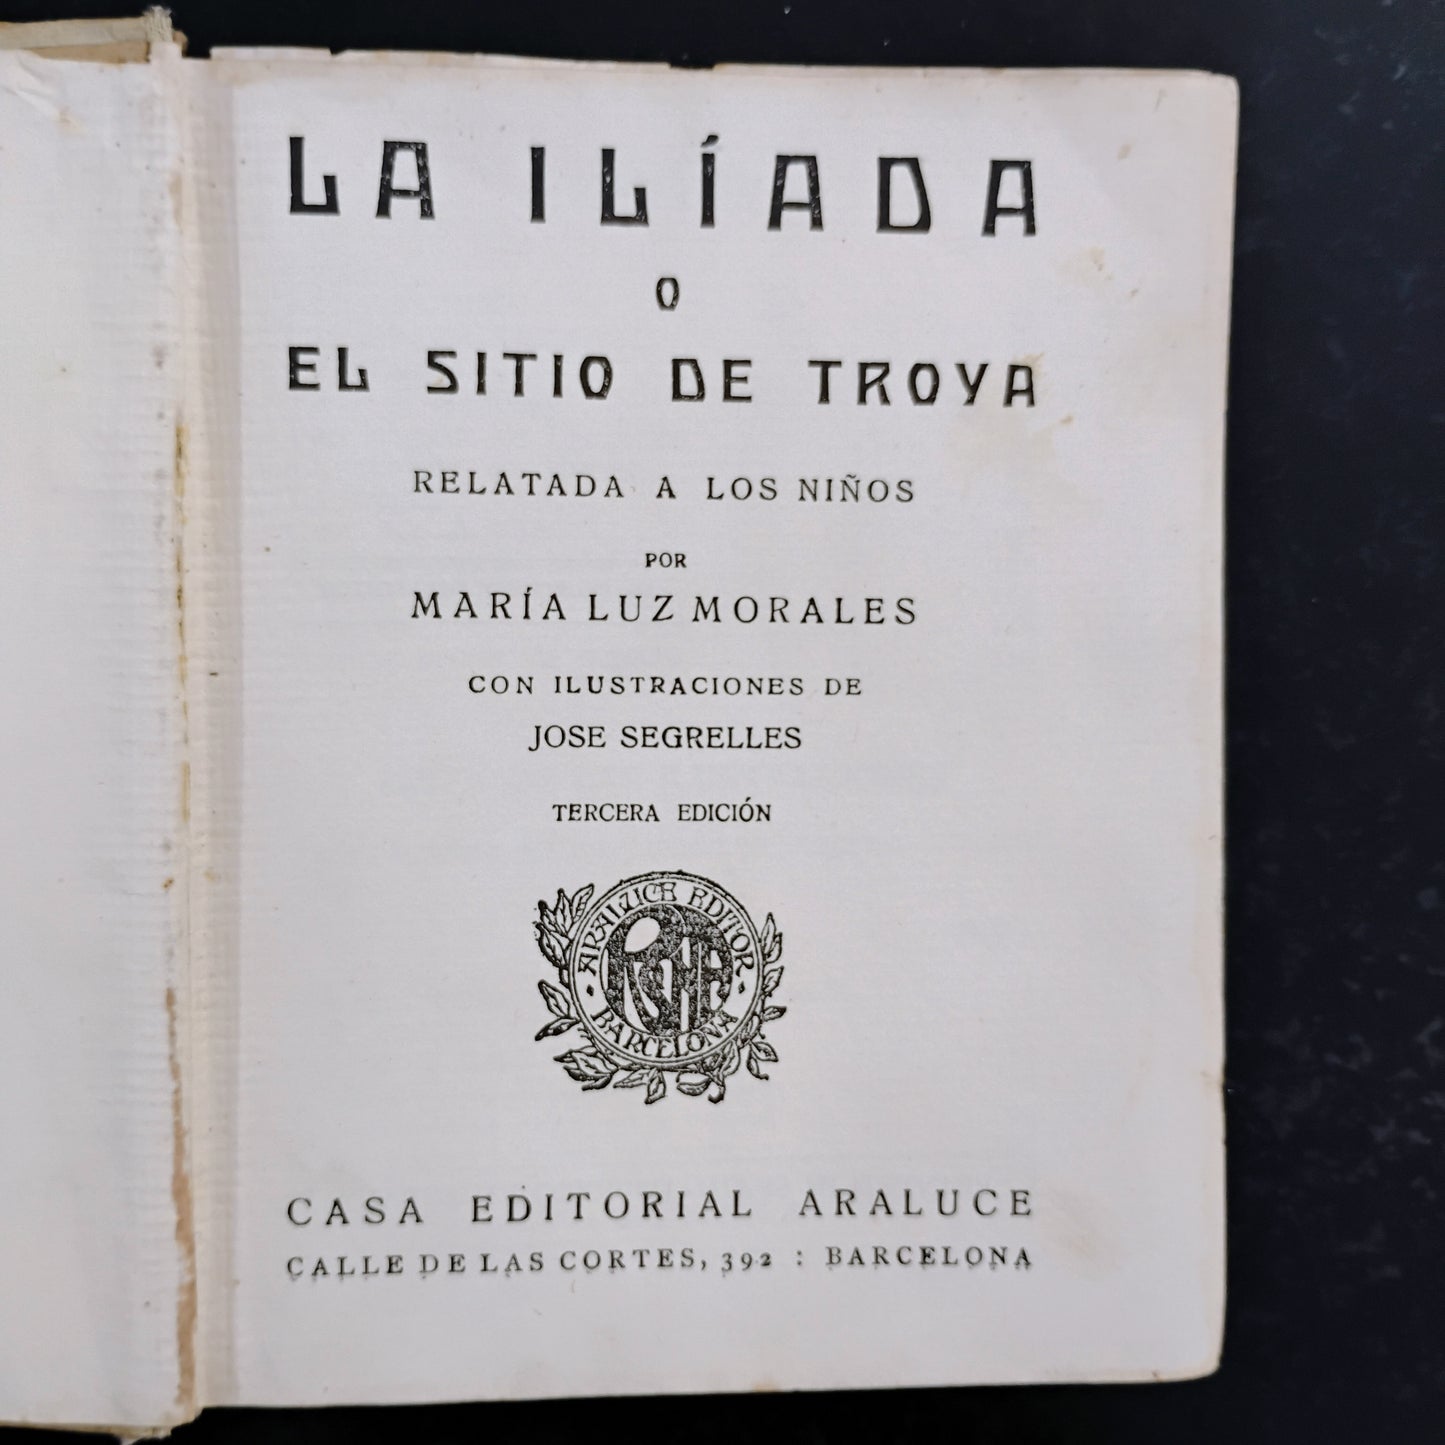 LA ILÍADA
O
EL SITIO DE TROYA
RELATADA A LOS NIÑOS
POR
MARÍA LUZ MORALES
CON ILUSTRACIONES DE
JOSE SEGRELLES
TERCERA EDICIÓN
ARALUCE EDITOR
BARCELONA
CASA EDITORIAL ARALUCE
CALLE DE LAS CORTES, 392 : BARCELONA